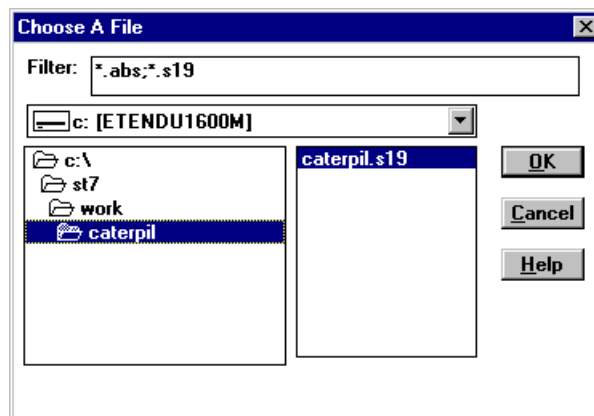 Choose A File
Filter: *.abs;*.s19
c: [ETENDU1600M]
c:\
st7
work
caterpil
caterpil.s19
OK
Cancel
Help